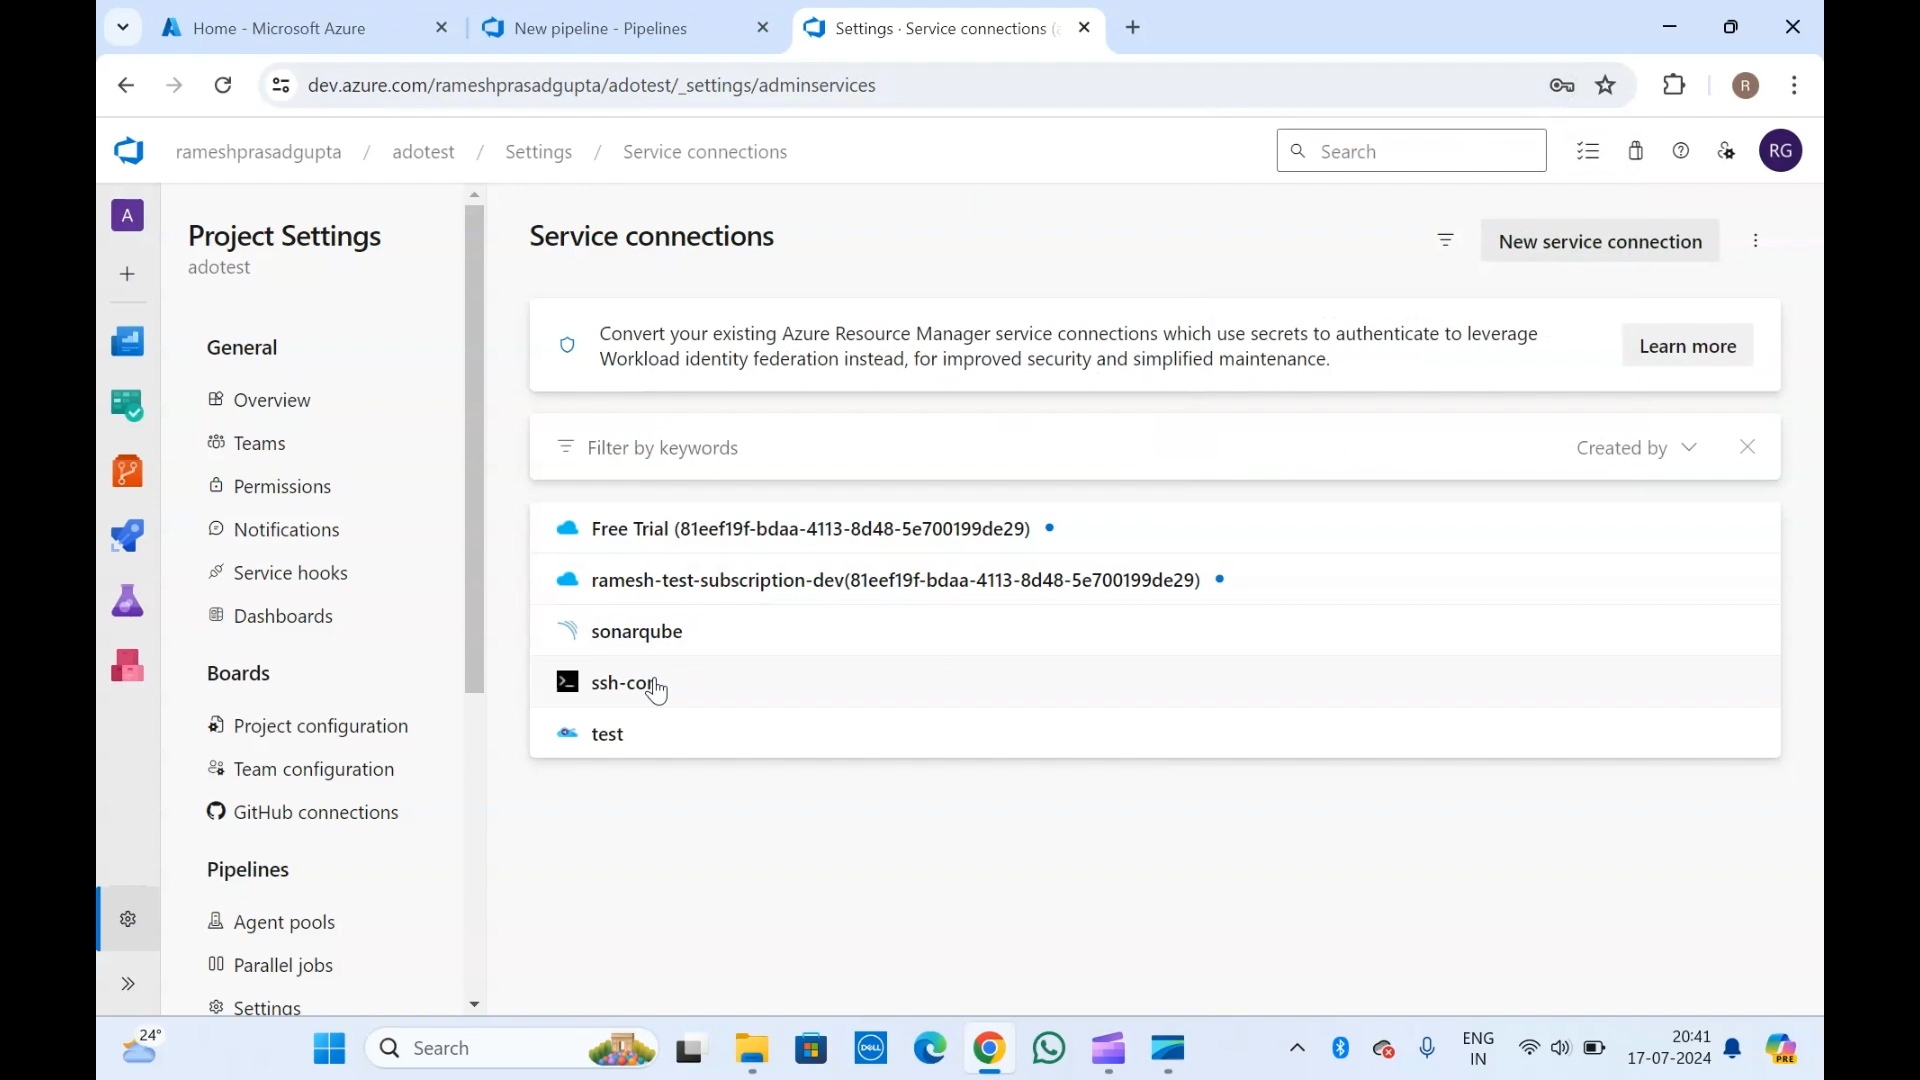 Home - Microsoft Azure
New pipeline - Pipelines
Settings · Service connections (a
dev.azure.com/rameshprasadgupta/adotest/_settings/adminservices
R
rameshprasadgupta / adotest / Settings / Service connections
Search
RG
A
Project Settings
adotest
General
Overview
Teams
Permissions
Notifications
Service hooks
Dashboards
Boards
Project configuration
Team configuration
GitHub connections
Pipelines
Agent pools
Parallel jobs
Settings
Service connections
New service connection
Convert your existing Azure Resource Manager service connections which use secrets to authenticate to leverage
Workload identity federation instead, for improved security and simplified maintenance.
Learn more
Filter by keywords
Created by
Free Trial (81eef19f-bdaa-4113-8d48-5e700199de29)
ramesh-test-subscription-dev(81eef19f-bdaa-4113-8d48-5e700199de29)
sonarqube
test
24°
Search
DELL
ENG
IN
20:41
17-07-2024
PRE